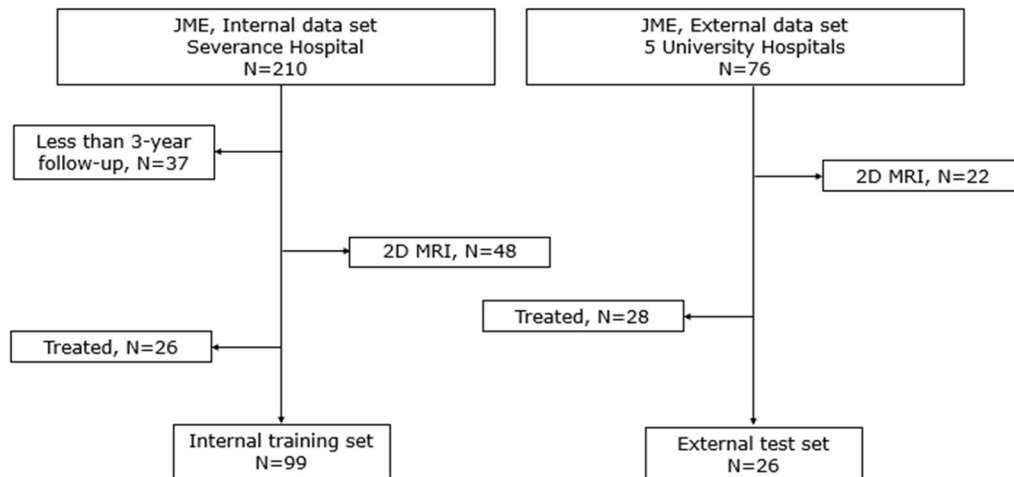 JME, Internal data set
Severance Hospital
N=210
JME, External data set
5 University Hospitals
N=76
Less than 3-year
follow-up, N=37
2D MRI, N=22
2D MRI, N=48
Treated, N=28
Treated, N=26
Internal training set
N=99
External test set
N=26